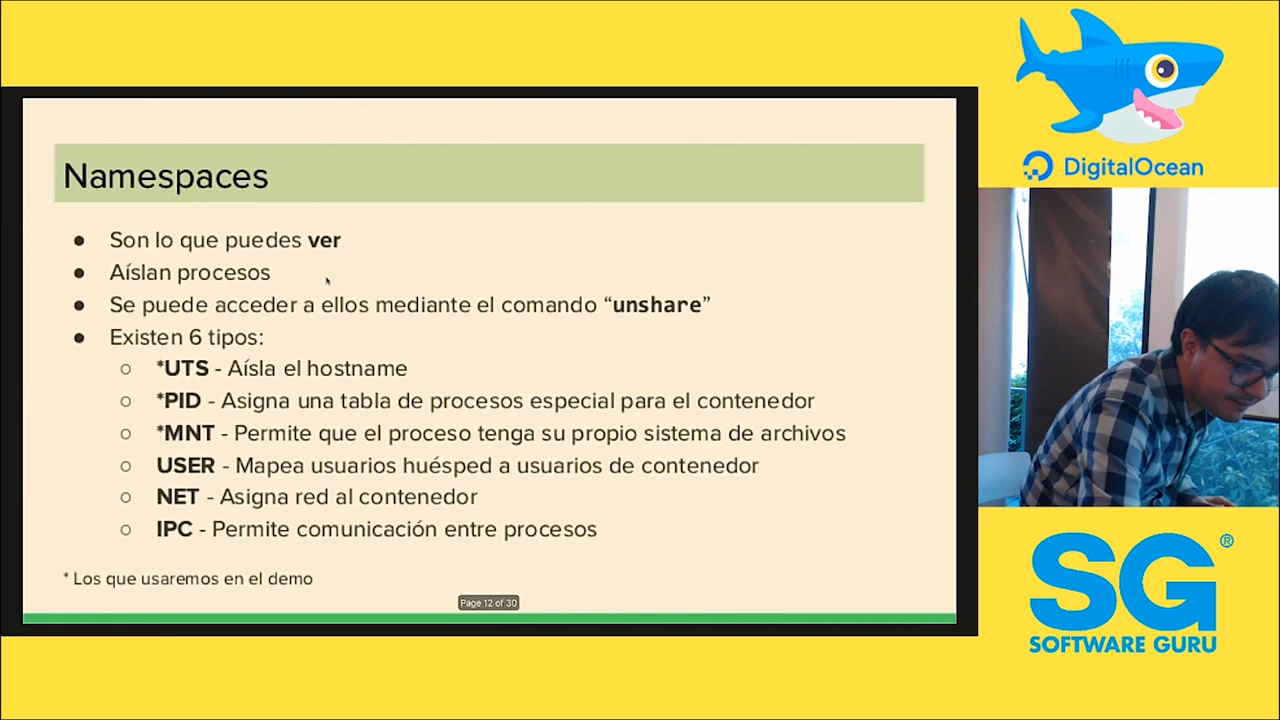 Namespaces
● Son lo que puedes ver
● Aíslan procesos
● Se puede acceder a ellos mediante el comando “unshare”
● Existen 6 tipos:
○ *UTS - Aísla el hostname
○ *PID - Asigna una tabla de procesos especial para el contenedor
○ *MNT - Permite que el proceso tenga su propio sistema de archivos
○ USER - Mapea usuarios huésped a usuarios de contenedor
○ NET - Asigna red al contenedor
○ IPC - Permite comunicación entre procesos
* Los que usaremos en el demo
Page 12 of 30
DigitalOcean
SG®
SOFTWARE GURU